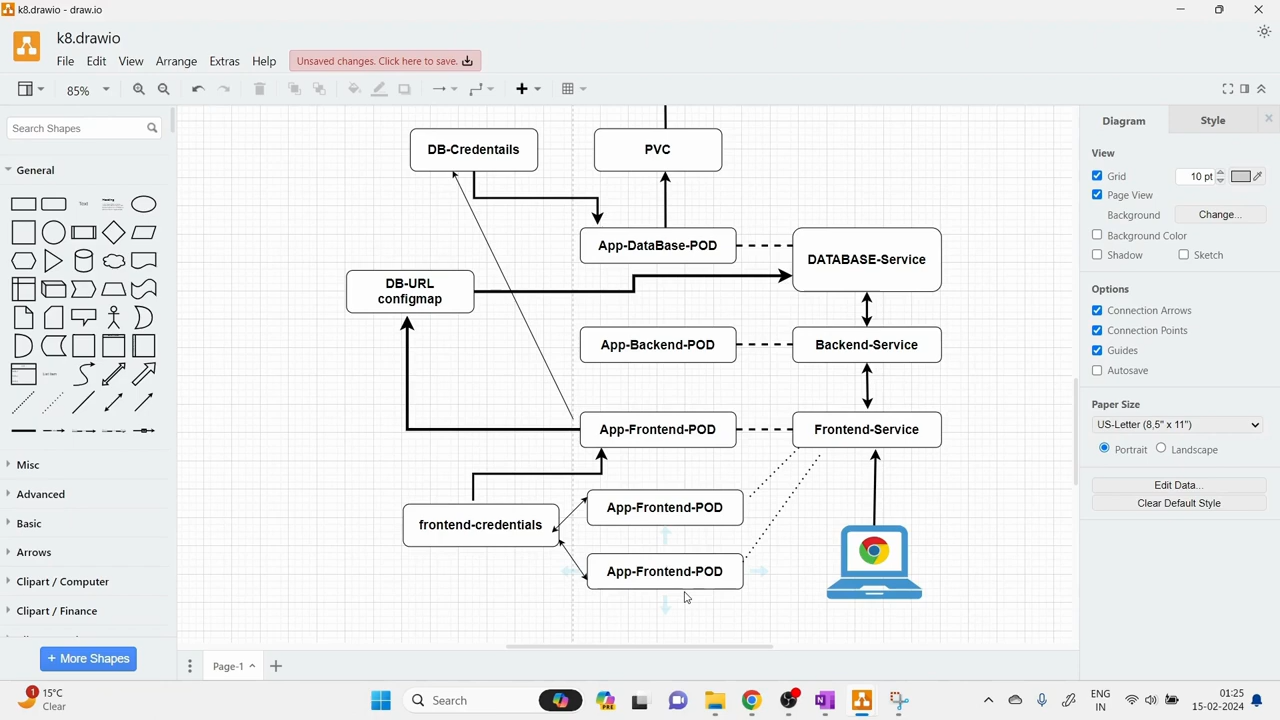 k8.drawio - draw.io
k8.drawio
File Edit View Arrange Extras Help
Unsaved changes. Click here to save.
85%
Search Shapes
General
Text
Heading
List Item
Misc
Advanced
Basic
Arrows
Clipart / Computer
Clipart / Finance
+ More Shapes
DB-Credentails
PVC
App-DataBase-POD
DATABASE-Service
DB-URL
configmap
App-Backend-POD
Backend-Service
App-Frontend-POD
Frontend-Service
frontend-credentials
App-Frontend-POD
App-Frontend-POD
Page-1
Diagram
Style
View
Grid
10 pt
Page View
Background
Change...
Background Color
Shadow
Sketch
Options
Connection Arrows
Connection Points
Guides
Autosave
Paper Size
US-Letter (8,5" x 11")
Portrait
Landscape
Edit Data...
Clear Default Style
1
15°C
Clear
Search
PRE
ENG
IN
01:25
15-02-2024